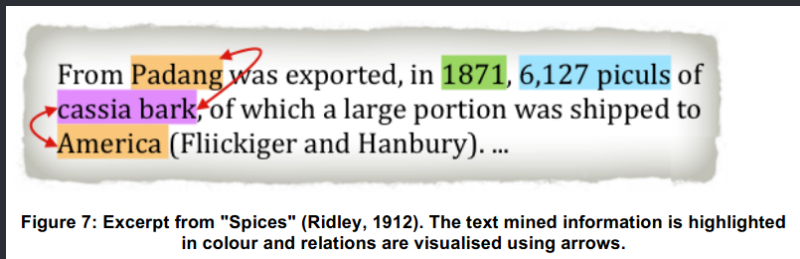 From Padang was exported, in 1871, 6,127 piculs of
cassia bark, of which a large portion was shipped to
America (Fliickiger and Hanbury). ...
Figure 7: Excerpt from "Spices" (Ridley, 1912). The text mined information is highlighted
in colour and relations are visualised using arrows.